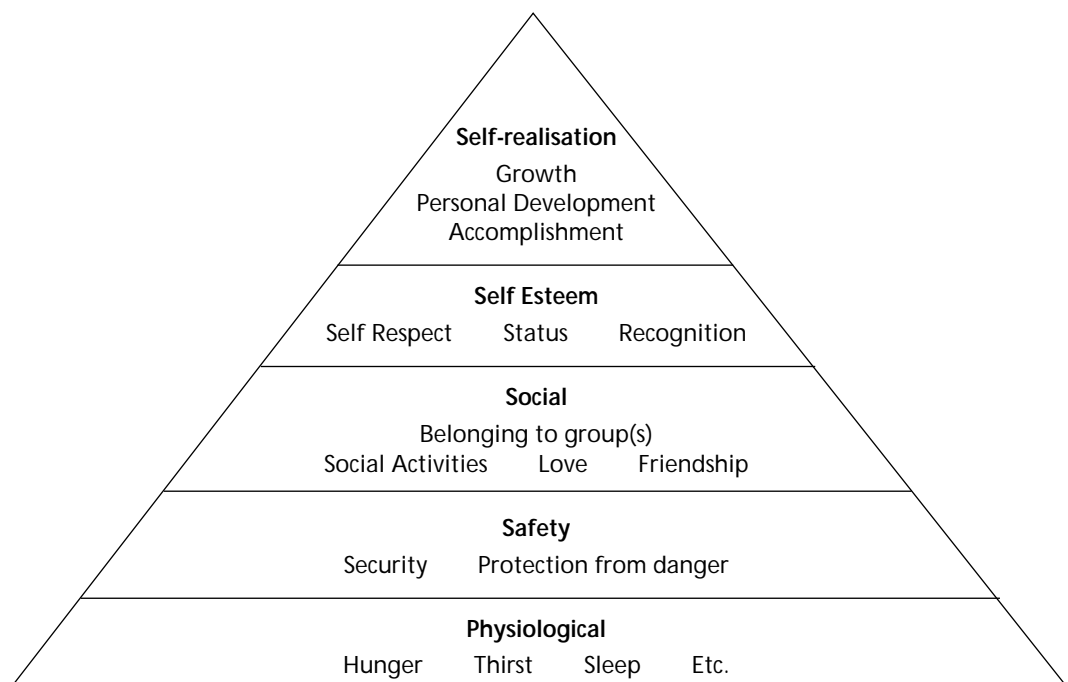 Self-realisation
Growth
Personal Development
Accomplishment
Self Esteem
Self Respect Status Recognition
Social
Belonging to group(s)
Social Activities Love Friendship
Safety
Security Protection from danger
Physiological
Hunger Thirst Sleep Etc.